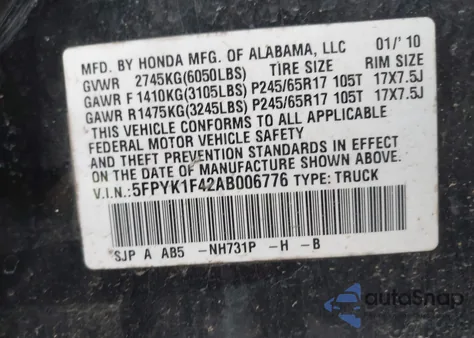 MFD. BY HONDA MFG. OF ALABAMA, LLC 01/'10
GVWR 2745KG(6050LBS) TIRE SIZE RIM SIZE
GAWR F1410KG(3105LBS) P245/65R17 105T 17X7.5J
GAWR R1475KG(3245LBS) P245/65R17 105T 17X7.5J
THIS VEHICLE CONFORMS TO ALL APPLICABLE
FEDERAL MOTOR VEHICLE SAFETY
AND THEFT PREVENTION STANDARDS IN EFFECT
ON THE DATE OF MANUFACTURE SHOWN ABOVE.
V.I.N.: 5FPYK1F42AB006776 TYPE: TRUCK
SJP A AB5 -NH731P -H -B
autoSnap